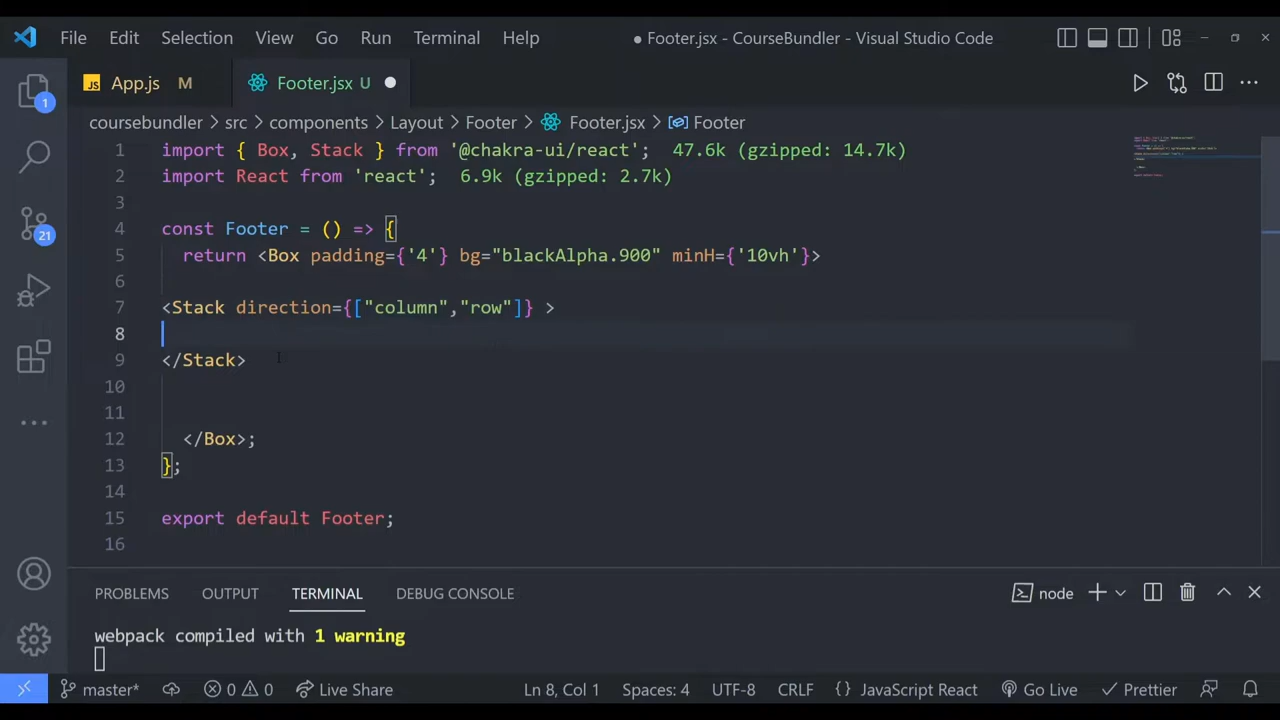 File Edit Selection View Go Run Terminal Help ● Footer.jsx - CourseBundler - Visual Studio Code
JS App.js M Footer.jsx U ●
coursebundler > src > components > Layout > Footer > Footer.jsx > Footer
1 import { Box, Stack } from '@chakra-ui/react'; 47.6k (gzipped: 14.7k)
2 import React from 'react'; 6.9k (gzipped: 2.7k)
3
4 const Footer = () => {
5 return <Box padding={'4'} bg="blackAlpha.900" minH={'10vh'}>
6
7 <Stack direction={["column","row"]} >
8
9 </Stack>
10
11
12 </Box>;
13 };
14
15 export default Footer;
16
1
21
PROBLEMS OUTPUT TERMINAL DEBUG CONSOLE node
webpack compiled with 1 warning
master* 0 0 Live Share Ln 8, Col 1 Spaces: 4 UTF-8 CRLF {} JavaScript React Go Live Prettier